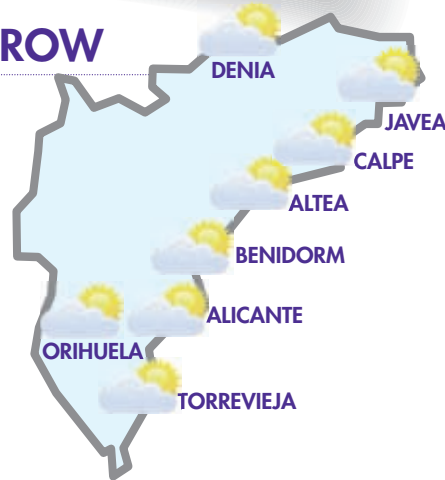 ROW
DENIA
JAVEA
CALPE
ALTEA
BENIDORM
ALICANTE
ORIHUELA
TORREVIEJA